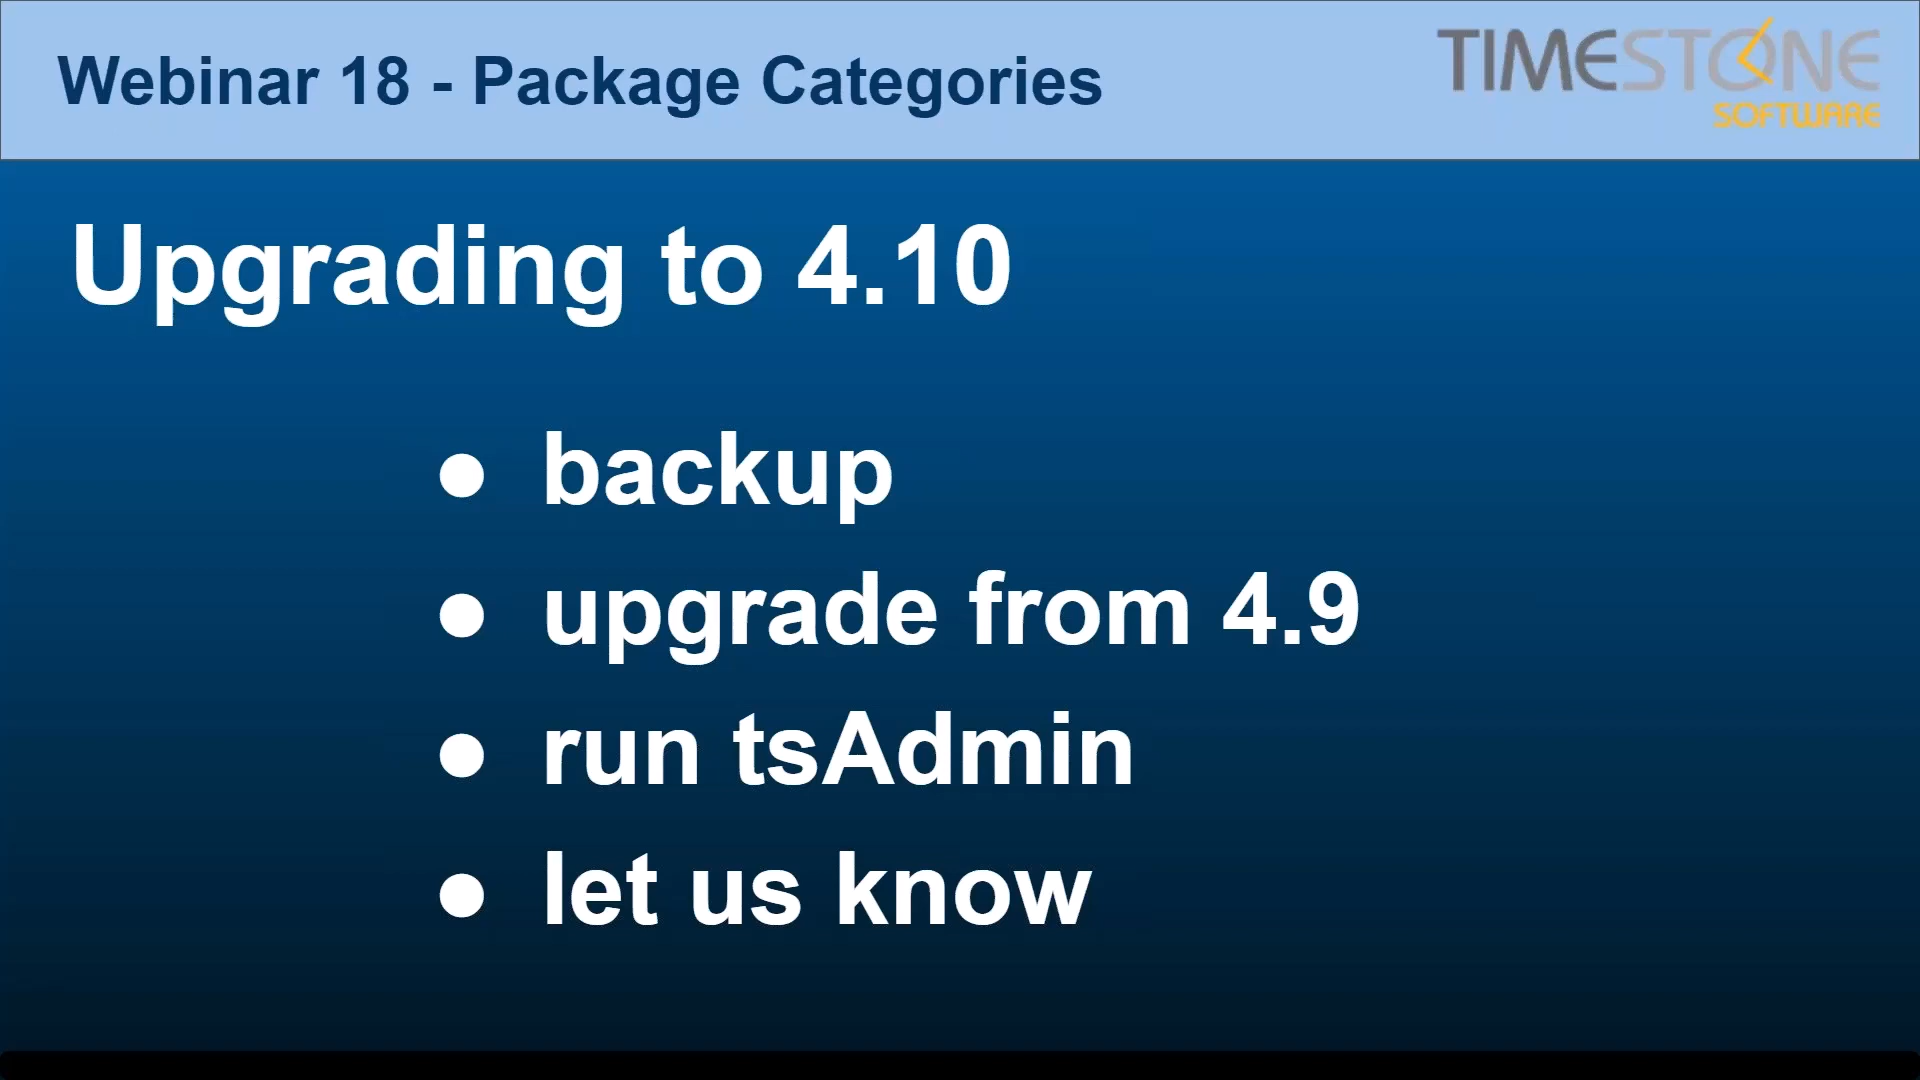 Webinar 18 - Package Categories
TIMESTONE
SOFTWARE
Upgrading to 4.10
● backup
● upgrade from 4.9
● run tsAdmin
● let us know